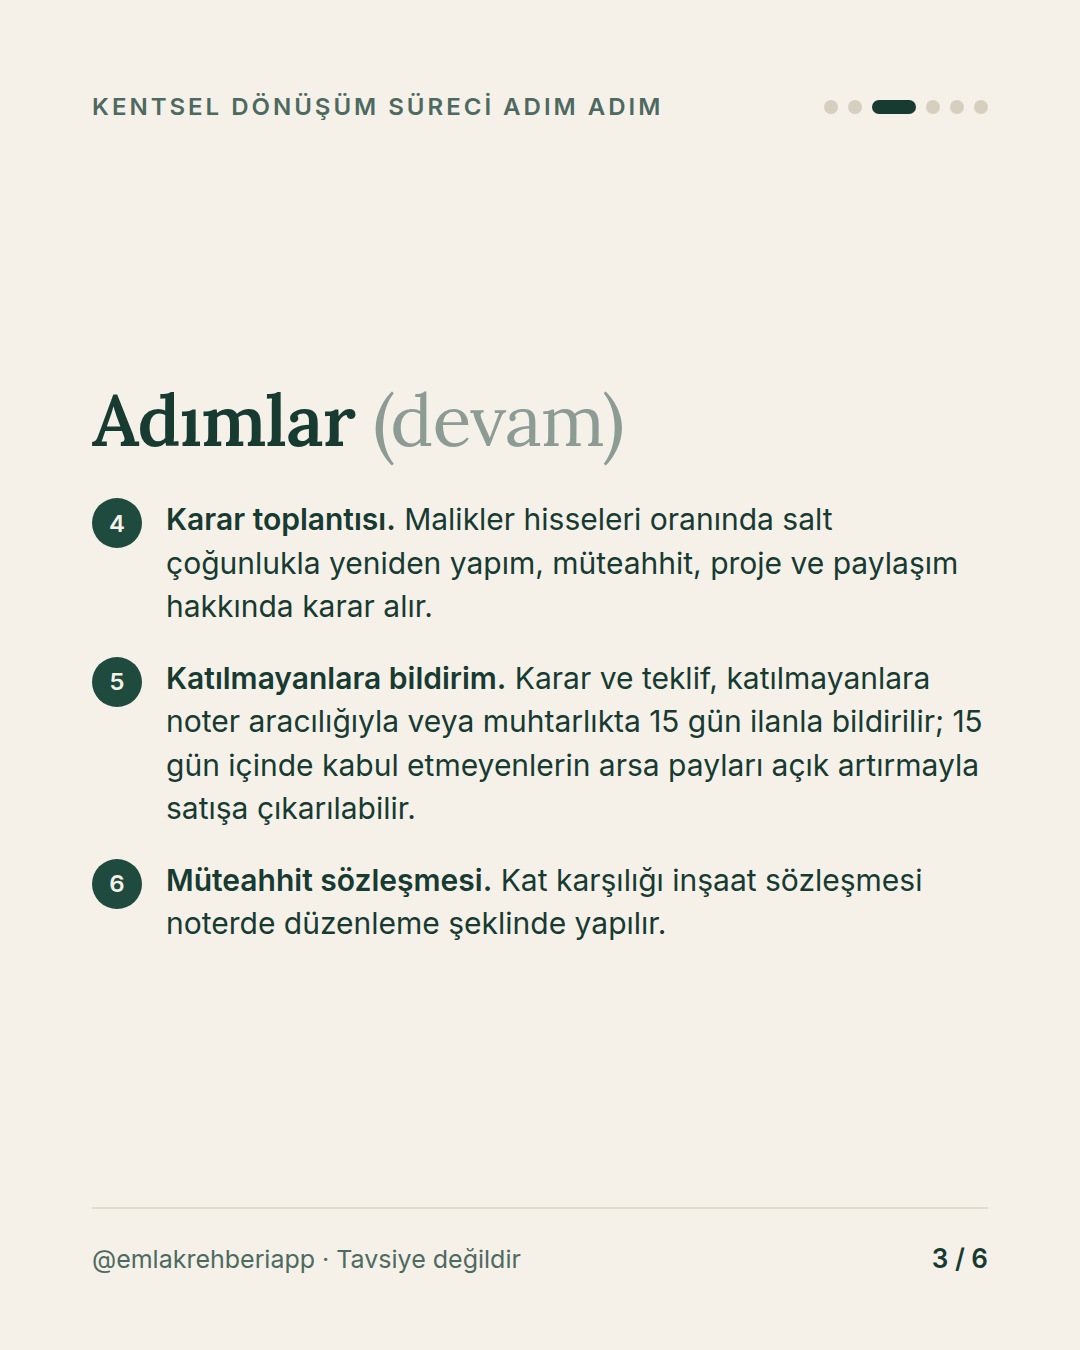 KENTSEL DÖNÜŞÜM SÜRECİ ADIM ADIM
Adımlar (devam)
4 Karar toplantısı. Malikler hisseleri oranında salt
çoğunlukla yeniden yapım, müteahhit, proje ve paylaşım
hakkında karar alır.
5 Katılmayanlara bildirim. Karar ve teklif, katılmayanlara
noter aracılığıyla veya muhtarlıkta 15 gün ilanla bildirilir; 15
gün içinde kabul etmeyenlerin arsa payları açık artırmayla
satışa çıkarılabilir.
6 Müteahhit sözleşmesi. Kat karşılığı inşaat sözleşmesi
noterde düzenleme şeklinde yapılır.
@emlakrehberiapp · Tavsiye değildir
3 / 6